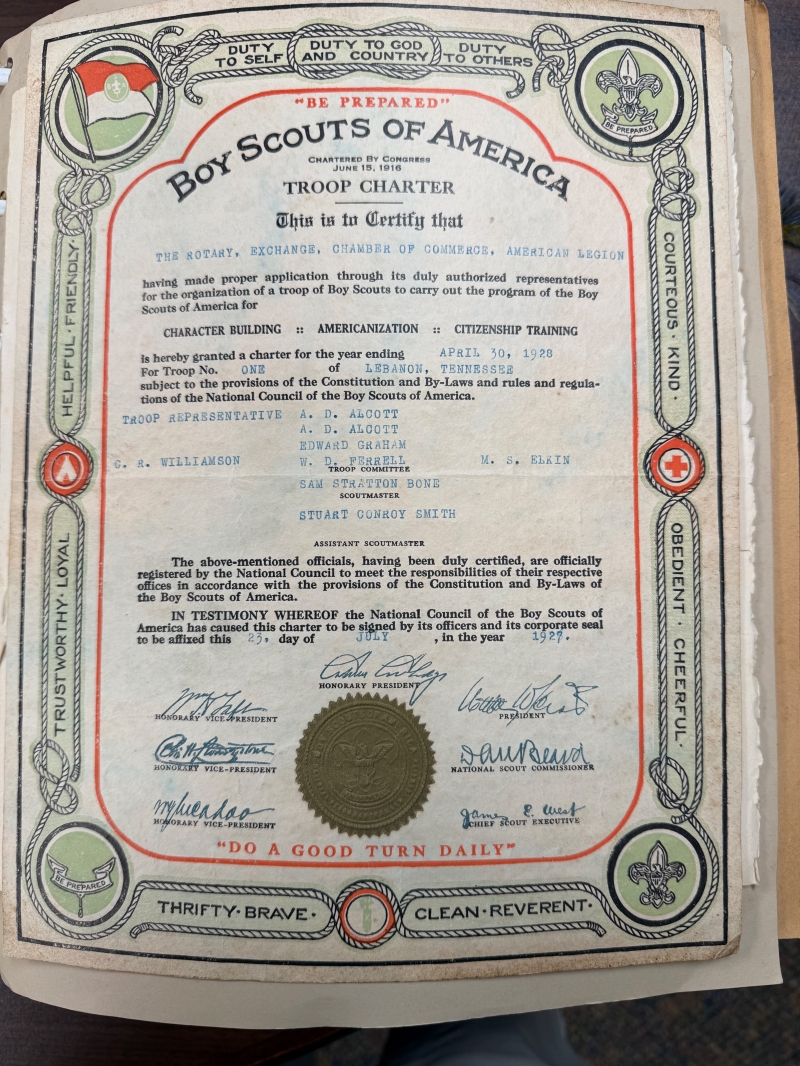 DUTY TO SELF
DUTY TO GOD AND COUNTRY
DUTY TO OTHERS
BE PREPARED
"BE PREPARED"
BOY SCOUTS OF AMERICA
CHARTERED BY CONGRESS
JUNE 15, 1916
TROOP CHARTER
This is to Certify that
THE ROTARY, EXCHANGE, CHAMBER OF COMMERCE, AMERICAN LEGION
having made proper application through its duly authorized representatives
for the organization of a troop of Boy Scouts to carry out the program of the Boy
Scouts of America for
CHARACTER BUILDING :: AMERICANIZATION :: CITIZENSHIP TRAINING
is hereby granted a charter for the year ending APRIL 30, 1928
For Troop No. ONE of LEBANON, TENNESSEE
subject to the provisions of the Constitution and By-Laws and rules and regula-
tions of the National Council of the Boy Scouts of America.
TROOP REPRESENTATIVE A. D. ALCOTT
A. D. ALCOTT
EDWARD GRAHAM
G. R. WILLIAMSON W. D. FERRELL M. S. ELKIN
TROOP COMMITTEE
SAM STRATTON BONE
SCOUTMASTER
STUART CONROY SMITH
ASSISTANT SCOUTMASTER
The above-mentioned officials, having been duly certified, are officially
registered by the National Council to meet the responsibilities of their respective
offices in accordance with the provisions of the Constitution and By-Laws of
the Boy Scouts of America.
IN TESTIMONY WHEREOF the National Council of the Boy Scouts of
America has caused this charter to be signed by its officers and its corporate seal
to be affixed this 23, day of JULY , in the year 1927.
HONORARY PRESIDENT
HONORARY VICE-PRESIDENT
PRESIDENT
HONORARY VICE-PRESIDENT
Dan Beard
NATIONAL SCOUT COMMISSIONER
HONORARY VICE-PRESIDENT
James E. West
CHIEF SCOUT EXECUTIVE
"DO A GOOD TURN DAILY"
TRUSTWORTHY · LOYAL
HELPFUL · FRIENDLY ·
COURTEOUS · KIND ·
OBEDIENT · CHEERFUL ·
BE PREPARED
THRIFTY · BRAVE ·
CLEAN · REVERENT ·